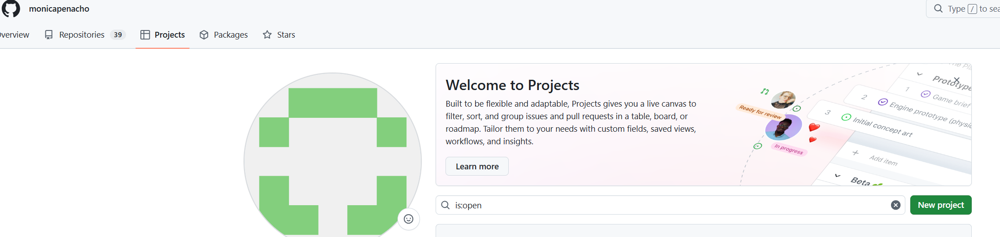 monicapenacho
Type / to sea
Overview
Repositories 39
Projects
Packages
Stars
Welcome to Projects
Built to be flexible and adaptable, Projects gives you a live canvas to
filter, sort, and group issues and pull requests in a table, board, or
roadmap. Tailor them to your needs with custom fields, saved views,
workflows, and insights.
Learn more
Ready for review
In progress
The Pla
Prototype
1 Game brief
2 Engine prototype (physi
3 Initial concept art
+ Add item
Beta
is:open
New project